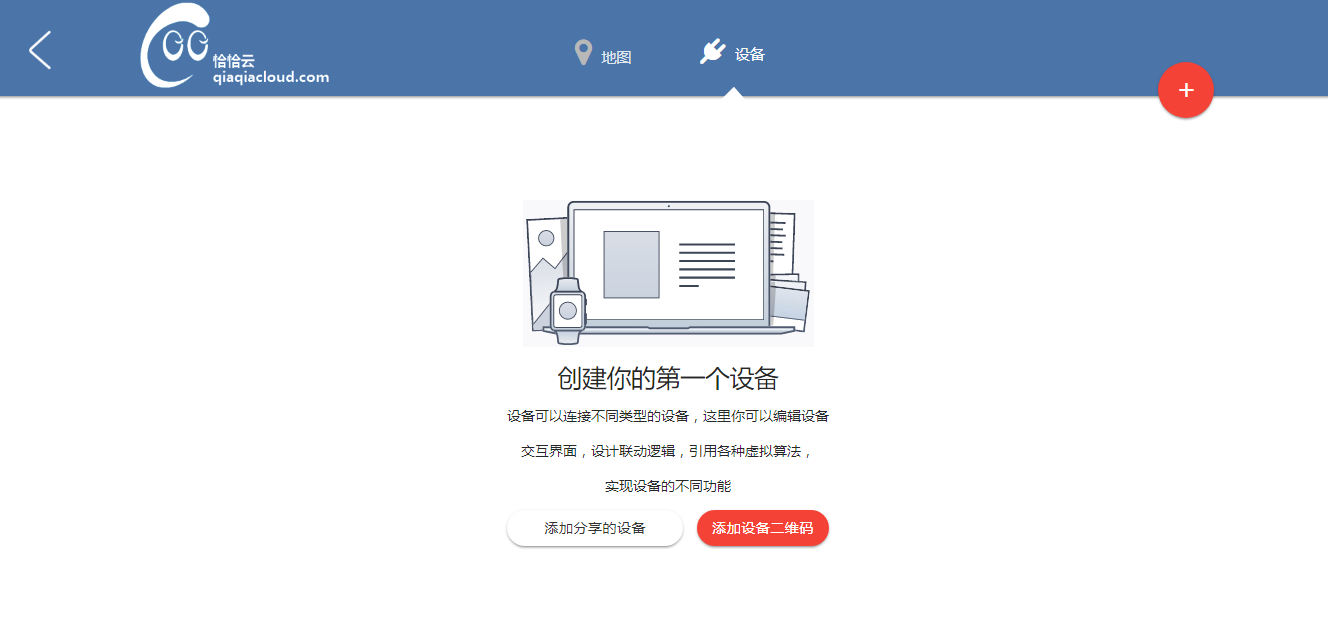 恰恰云
qiaqiacloud.com
地图
设备
+
创建你的第一个设备
设备可以连接不同类型的设备，这里你可以编辑设备
交互界面，设计联动逻辑，引用各种虚拟算法，
实现设备的不同功能
添加分享的设备
添加设备二维码